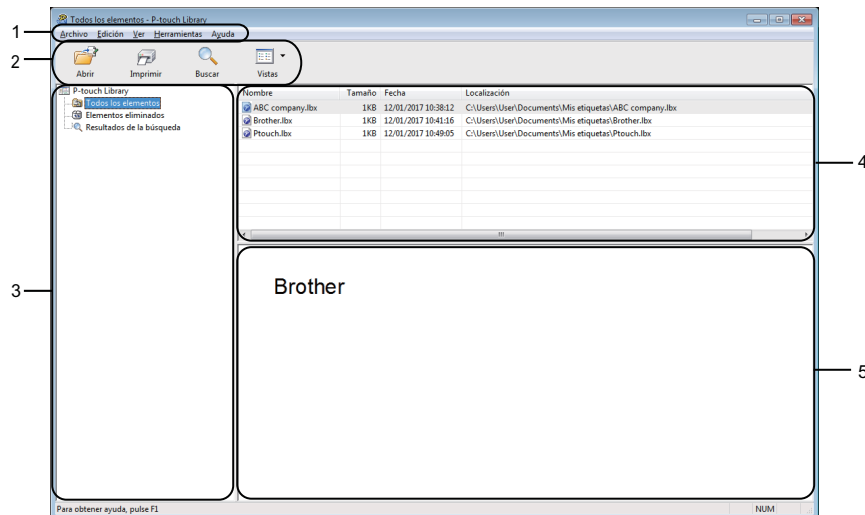 Todos los elementos - P-touch Library
1
Archivo Edición Ver Herramientas Ayuda
2
Abrir Imprimir Buscar Vistas
P-touch Library
Todos los elementos
Elementos eliminados
Resultados de la búsqueda
Nombre Tamaño Fecha Localización
ABC company.lbx 1KB 12/01/2017 10:38:12 C:\Users\User\Documents\Mis etiquetas\ABC company.lbx
Brother.lbx 1KB 12/01/2017 10:41:16 C:\Users\User\Documents\Mis etiquetas\Brother.lbx
Ptouch.lbx 1KB 12/01/2017 10:49:05 C:\Users\User\Documents\Mis etiquetas\Ptouch.lbx
4
3
Brother
5
Para obtener ayuda, pulse F1 NUM